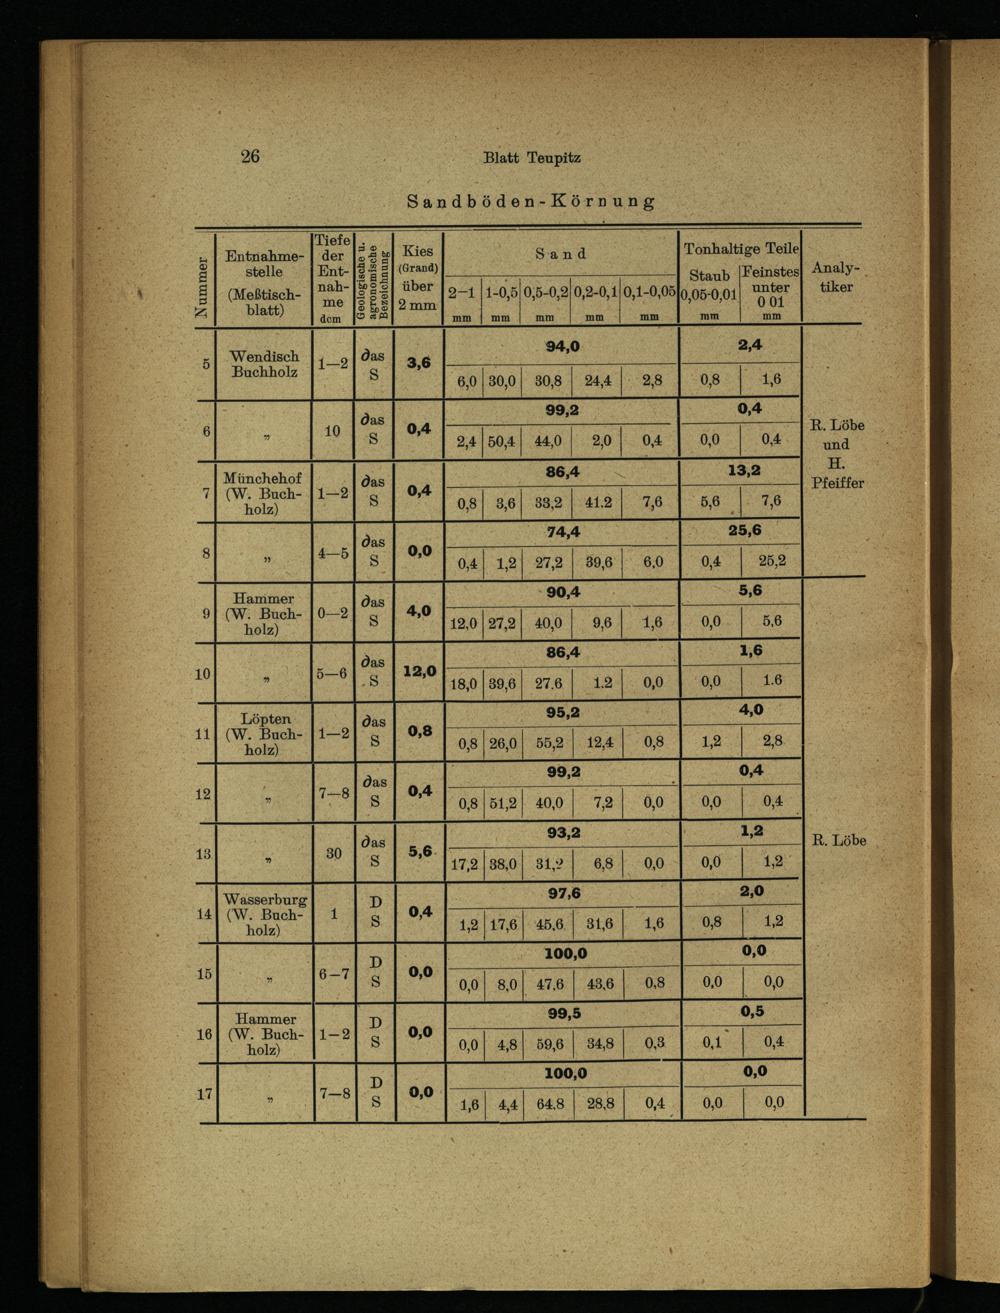 26
Blatt Teupitz
Sandböden-Körnung
Nummer | Entnahmestelle (Meßtischblatt) | Tiefe der Entnahme dcm | Geologische u. agronomische Bezeichnung | Kies (Grand) über 2 mm | Sand | Tonhaltige Teile | Analytiker
2–1 mm | 1-0,5 mm | 0,5-0,2 mm | 0,2-0,1 mm | 0,1-0,05 mm | Staub 0,05-0,01 mm | Feinstes unter 0 01 mm
5 | Wendisch Buchholz | 1–2 | ∂as S | 3,6 | 94,0 | 2,4 | R. Löbe und H. Pfeiffer
6,0 | 30,0 | 30,8 | 24,4 | 2,8 | 0,8 | 1,6
6 | „ | 10 | ∂as S | 0,4 | 99,2 | 0,4
2,4 | 50,4 | 44,0 | 2,0 | 0,4 | 0,0 | 0,4
7 | Münchehof (W. Buchholz) | 1–2 | ∂as S | 0,4 | 86,4 | 13,2
0,8 | 3,6 | 33,2 | 41.2 | 7,6 | 5,6 | 7,6
8 | „ | 4–5 | ∂as S | 0,0 | 74,4 | 25,6
0,4 | 1,2 | 27,2 | 39,6 | 6,0 | 0,4 | 25,2
9 | Hammer (W. Buchholz) | 0–2 | ∂as S | 4,0 | 90,4 | 5,6 | R. Löbe
12,0 | 27,2 | 40,0 | 9,6 | 1,6 | 0,0 | 5,6
10 | „ | 5–6 | ∂as S | 12,0 | 86,4 | 1,6
18,0 | 39,6 | 27.6 | 1.2 | 0,0 | 0,0 | 1.6
11 | Löpten (W. Buchholz) | 1–2 | ∂as S | 0,8 | 95,2 | 4,0
0,8 | 26,0 | 55,2 | 12,4 | 0,8 | 1,2 | 2,8
12 | „ | 7–8 | ∂as S | 0,4 | 99,2 | 0,4
0,8 | 51,2 | 40,0 | 7,2 | 0,0 | 0,0 | 0,4
13 | „ | 30 | ∂as S | 5,6 | 93,2 | 1,2
17,2 | 38,0 | 31,2 | 6,8 | 0,0 | 0,0 | 1,2
14 | Wasserburg (W. Buchholz) | 1 | D S | 0,4 | 97,6 | 2,0
1,2 | 17,6 | 45,6 | 31,6 | 1,6 | 0,8 | 1,2
15 | „ | 6–7 | D S | 0,0 | 100,0 | 0,0
0,0 | 8,0 | 47,6 | 43,6 | 0,8 | 0,0 | 0,0
16 | Hammer (W. Buchholz) | 1–2 | D S | 0,0 | 99,5 | 0,5
0,0 | 4,8 | 59,6 | 34,8 | 0,3 | 0,1 | 0,4
17 | „ | 7–8 | D S | 0,0 | 100,0 | 0,0
1,6 | 4,4 | 64.8 | 28,8 | 0,4 | 0,0 | 0,0